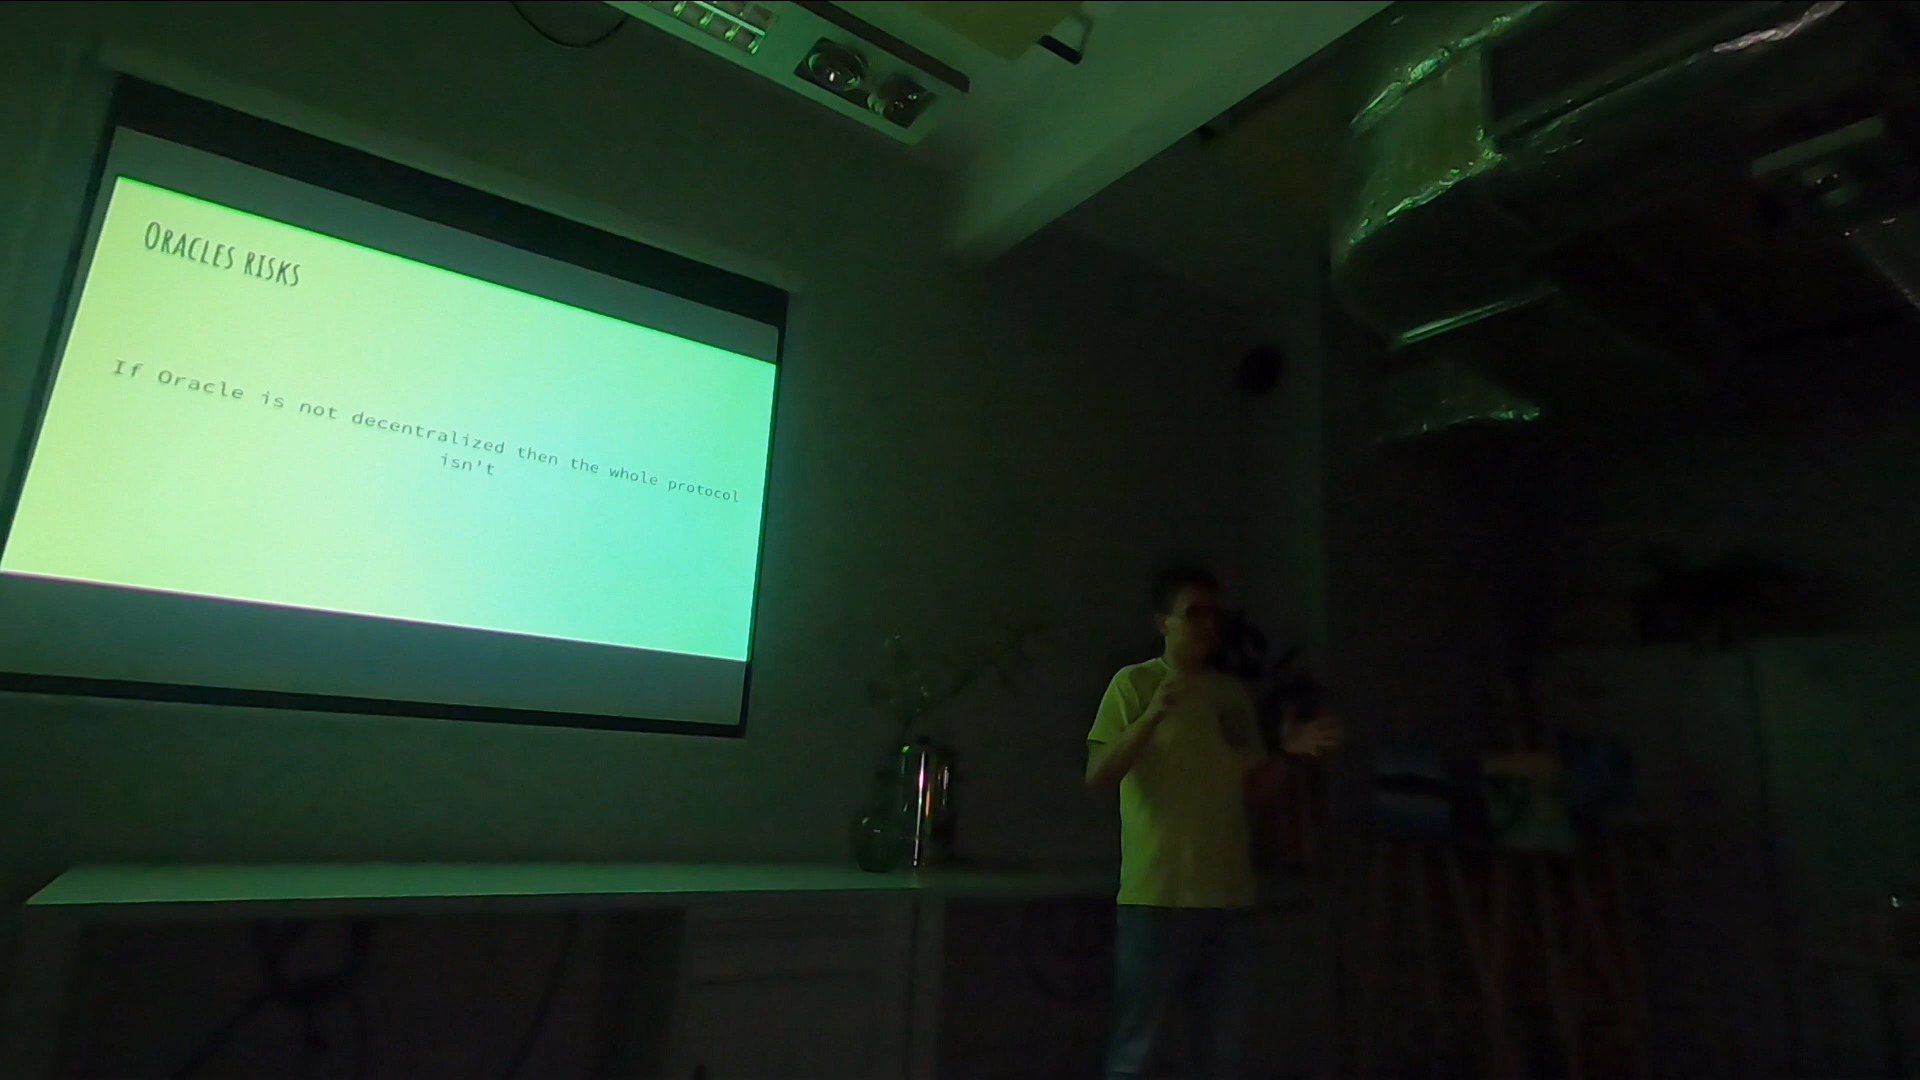 ORACLES RISKS
If Oracle is not decentralized then the whole protocol
isn't